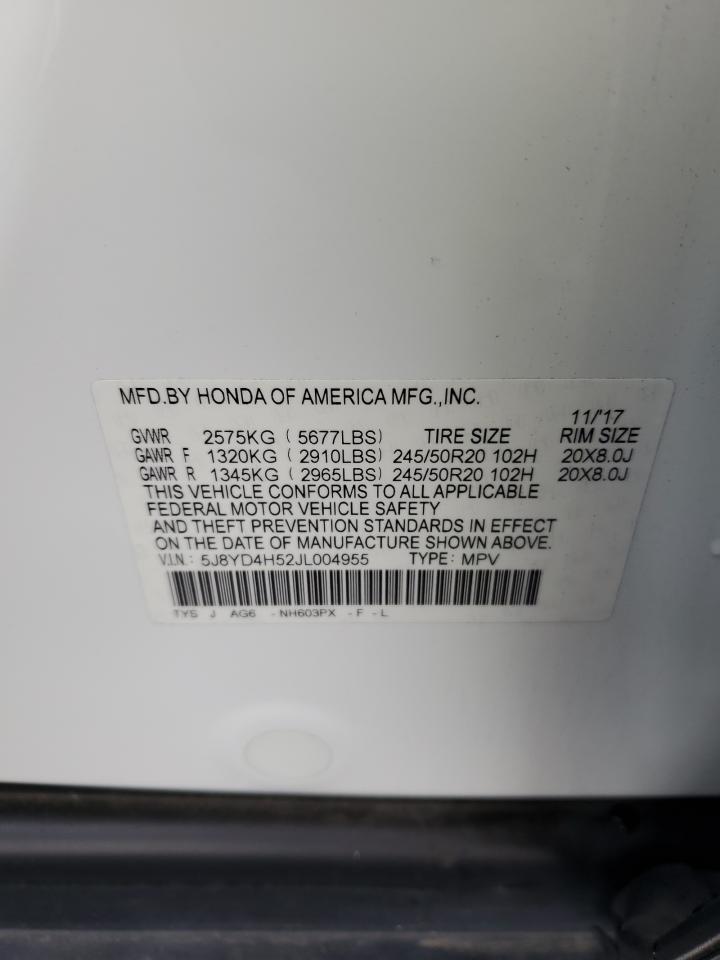 MFD.BY HONDA OF AMERICA MFG.,INC.
11/'17
GVWR 2575KG ( 5677LBS) TIRE SIZE RIM SIZE
GAWR F 1320KG ( 2910LBS) 245/50R20 102H 20X8.0J
GAWR R 1345KG ( 2965LBS) 245/50R20 102H 20X8.0J
THIS VEHICLE CONFORMS TO ALL APPLICABLE
FEDERAL MOTOR VEHICLE SAFETY
AND THEFT PREVENTION STANDARDS IN EFFECT
ON THE DATE OF MANUFACTURE SHOWN ABOVE.
V.I.N.: 5J8YD4H52JL004955 TYPE: MPV
TYS J AG6 -NH603PX -F -L